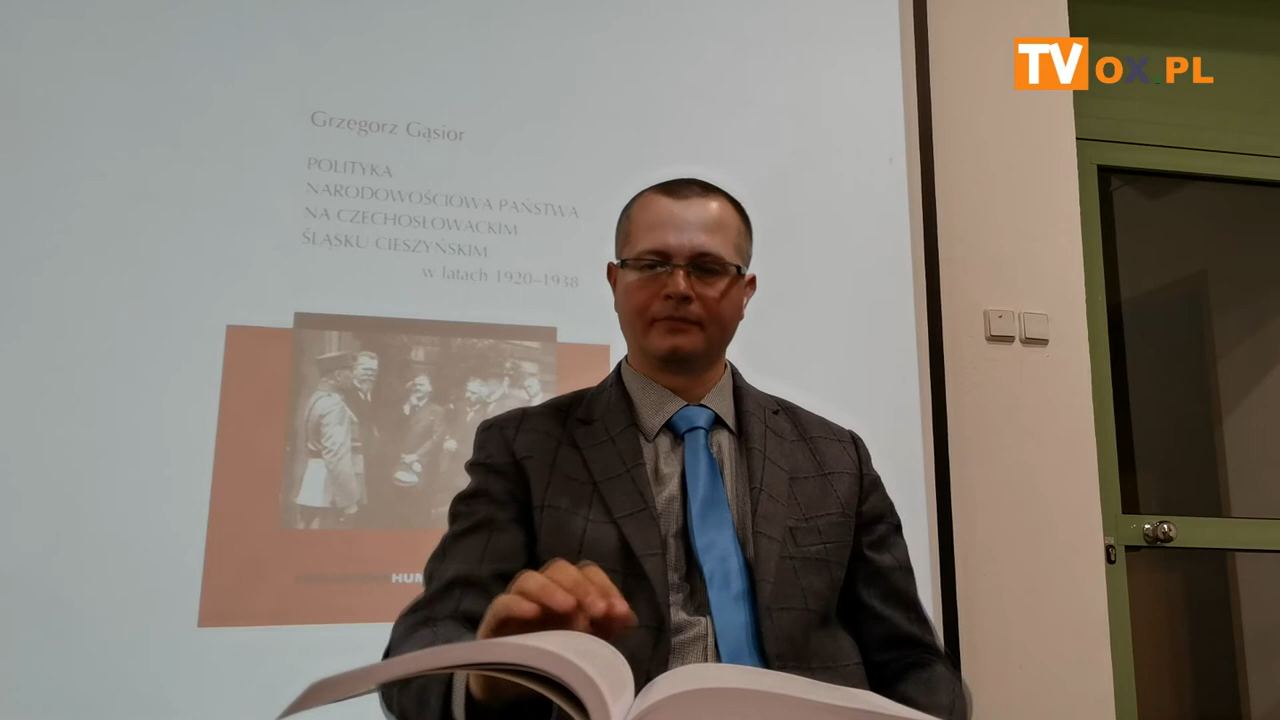 TVOX.PL
Grzegorz Gąsior
POLITYKA
NARODOWOŚCIOWA PAŃSTWA
NA CZECHOSŁOWACKIM
ŚLĄSKU CIESZYŃSKIM
w latach 1920–1938
HUM